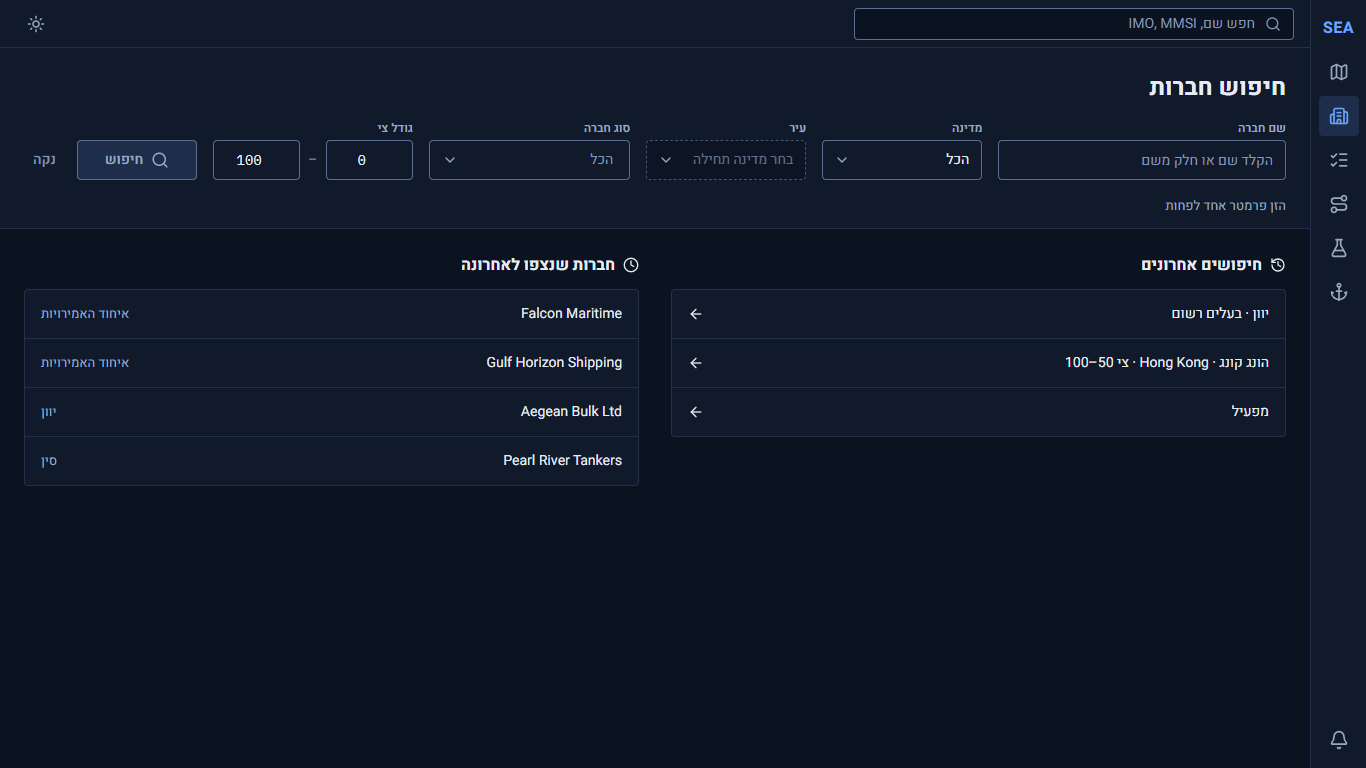 SEA
חפש שם, IMO, MMSI
חיפוש חברות
שם חברה
מדינה
עיר
סוג חברה
גודל צי
הקלד שם או חלק משם
הכל
בחר מדינה תחילה
הכל
0 – 100
חיפוש
נקה
הזן פרמטר אחד לפחות
חיפושים אחרונים
יוון · בעלים רשום
הונג קונג · Hong Kong · צי 50–100
מפעיל
חברות שנצפו לאחרונה
Falcon Maritime איחוד האמירויות
Gulf Horizon Shipping איחוד האמירויות
Aegean Bulk Ltd יוון
Pearl River Tankers סין